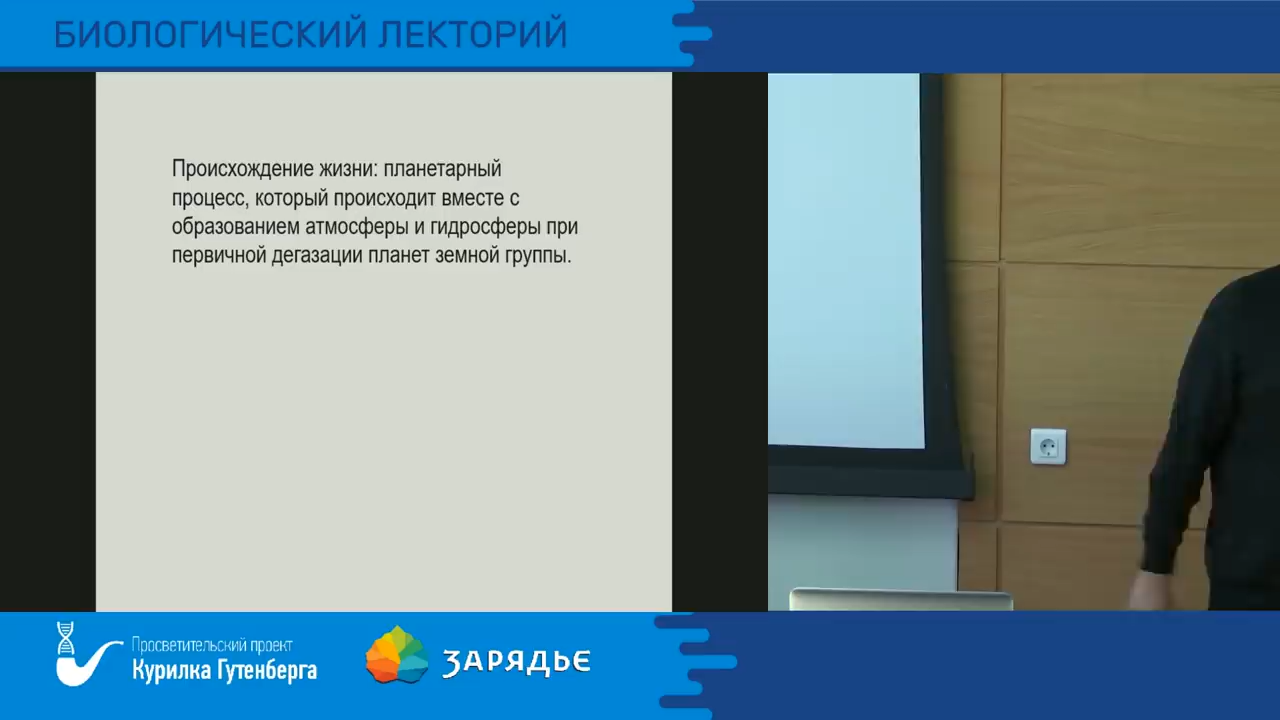 БИОЛОГИЧЕСКИЙ ЛЕКТОРИЙ
Происхождение жизни: планетарный
процесс, который происходит вместе с
образованием атмосферы и гидросферы при
первичной дегазации планет земной группы.
Просветительский проект
Курилка Гутенберга
ЗАРЯДЬЕ